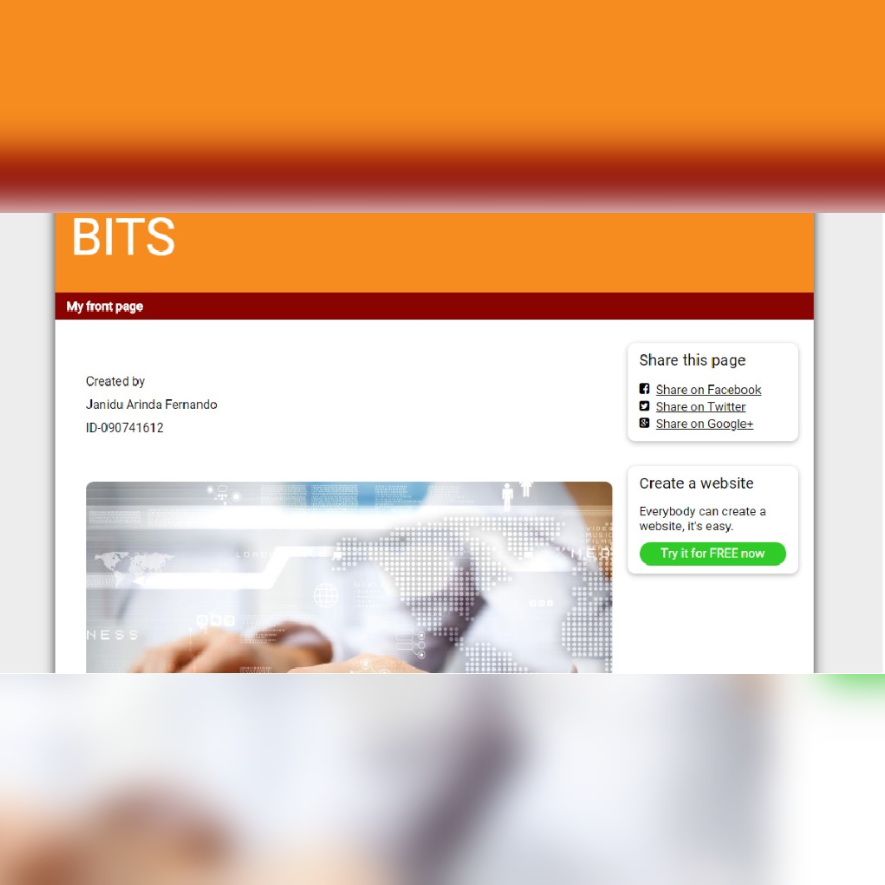 BITS
My front page
Created by
Janidu Arinda Fernando
ID-090741612
Share this page
Share on Facebook
Share on Twitter
Share on Google+
Create a website
Everybody can create a
website, it's easy.
Try it for FREE now
NESS